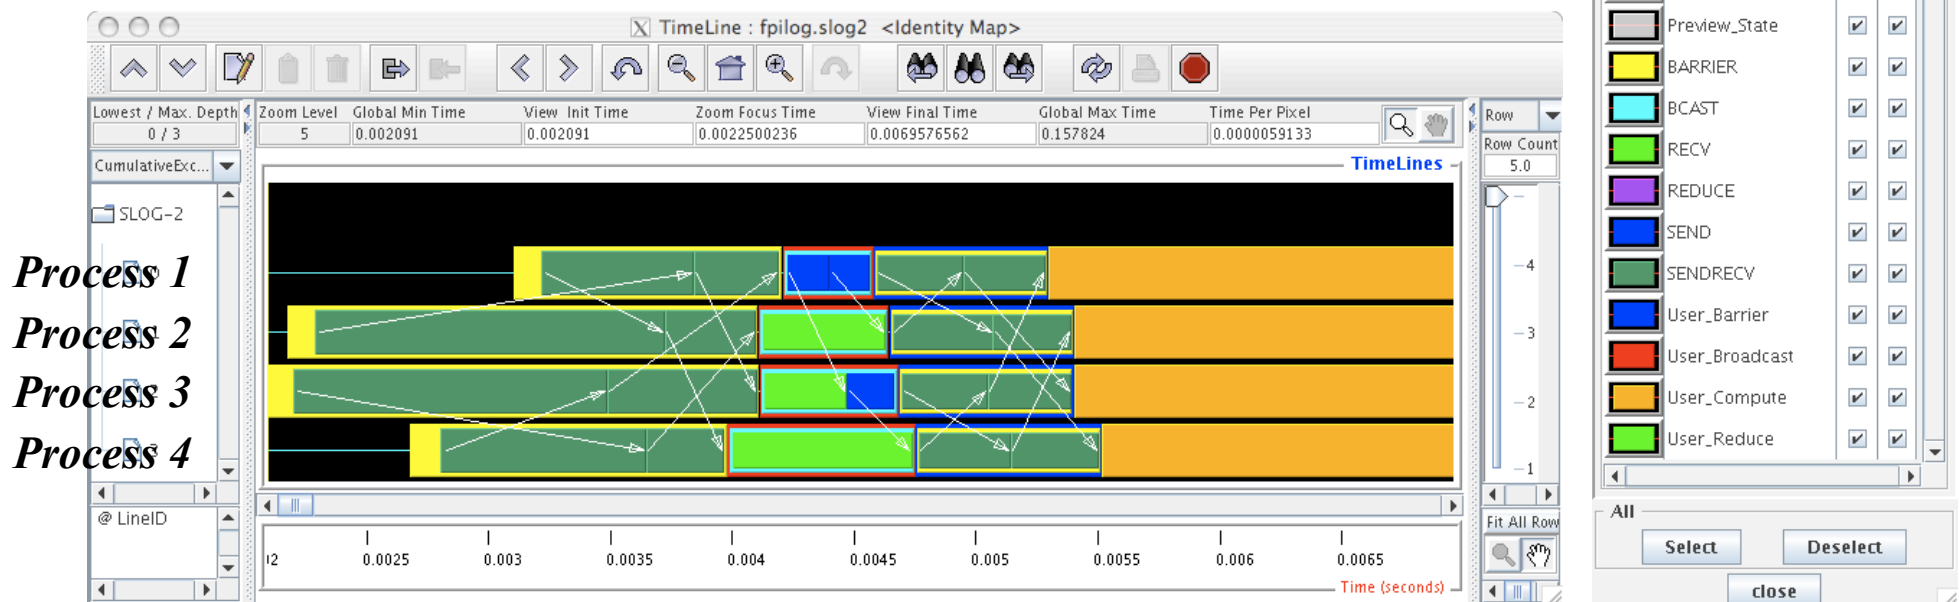 TimeLine : fpilog.slog2 <Identity Map>
Lowest / Max. Depth
0 / 3
Zoom Level
5
Global Min Time
0.002091
View Init Time
0.002091
Zoom Focus Time
0.0022500236
View Final Time
0.0069576562
Global Max Time
0.157824
Time Per Pixel
0.0000059133
Row
Row Count
5.0
CumulativeExc...
TimeLines
SLOG-2
Process 1
Process 2
Process 3
Process 4
4
3
2
1
@ LineID
Fit All Row
12
0.0025
0.003
0.0035
0.004
0.0045
0.005
0.0055
0.006
0.0065
Time (seconds)
Preview_State
BARRIER
BCAST
RECV
REDUCE
SEND
SENDRECV
User_Barrier
User_Broadcast
User_Compute
User_Reduce
All
Select
Deselect
close